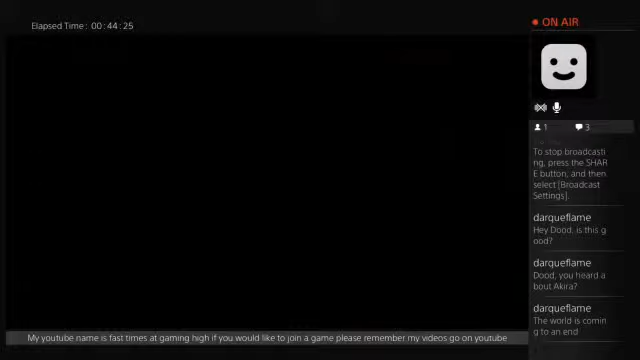 Elapsed Time : 00:44:25
ON AIR
1 3
To stop broadcasti
ng, press the SHAR
E button, and then
select [Broadcast
Settings].
darqueflame
Hey Dood, is this g
ood?
darqueflame
Dood, you heard a
bout Akira?
darqueflame
The world is comin
g to an end
My youtube name is fast times at gaming high if you would like to join a game please remember my videos go on youtube